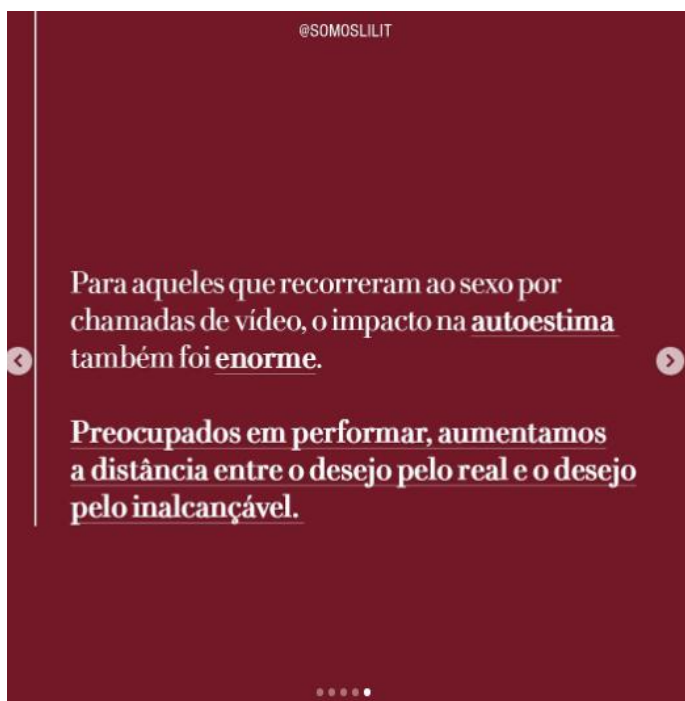 @SOMOSLILIT
Para aqueles que recorreram ao sexo por
chamadas de vídeo, o impacto na autoestima
também foi enorme.
Preocupados em performar, aumentamos
a distância entre o desejo pelo real e o desejo
pelo inalcançável.